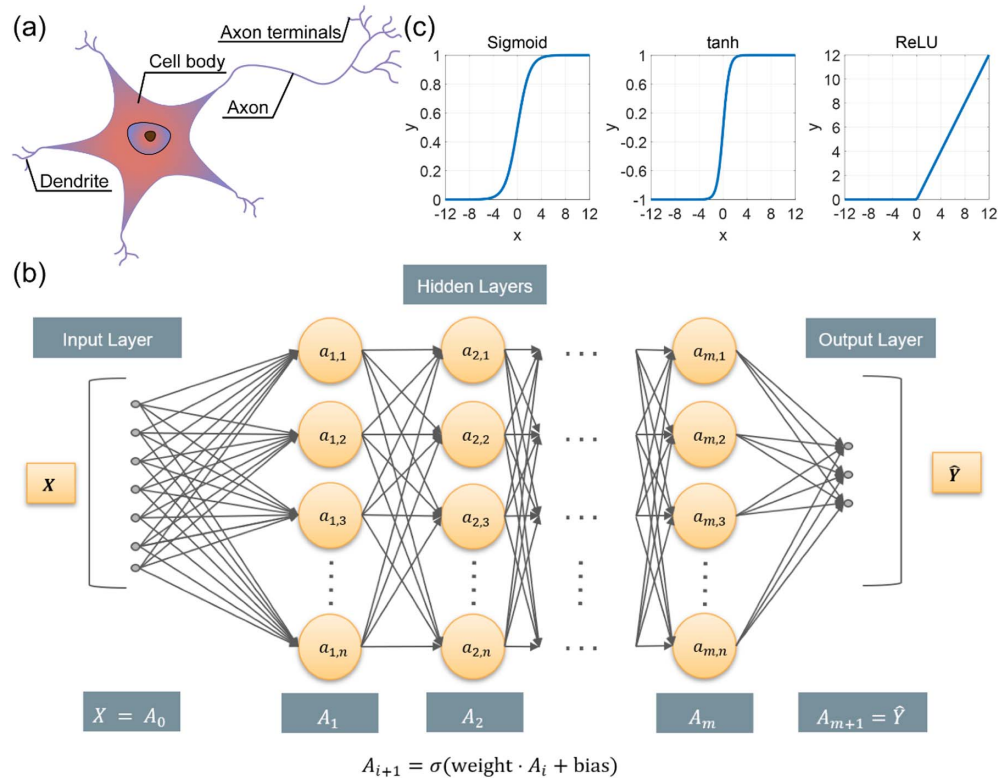 (a)
Axon terminals
Cell body
Axon
Dendrite
(c)
Sigmoid
y
1
0.8
0.6
0.4
0.2
0
-12 -8 -4 0 4 8 12
x
tanh
y
1
0.6
0.2
-0.2
-0.6
-1
-12 -8 -4 0 4 8 12
x
ReLU
y
12
10
8
6
4
2
0
-12 -8 -4 0 4 8 12
x
(b)
Hidden Layers
Input Layer
Output Layer
a1,1 a2,1 ... am,1
a1,2 a2,2 ... am,2
X Ŷ
a1,3 a2,3 ... am,3
a1,n a2,n ... am,n
X = A0 A1 A2 Am Am+1 = Ŷ
Ai+1 = σ(weight · Ai + bias)